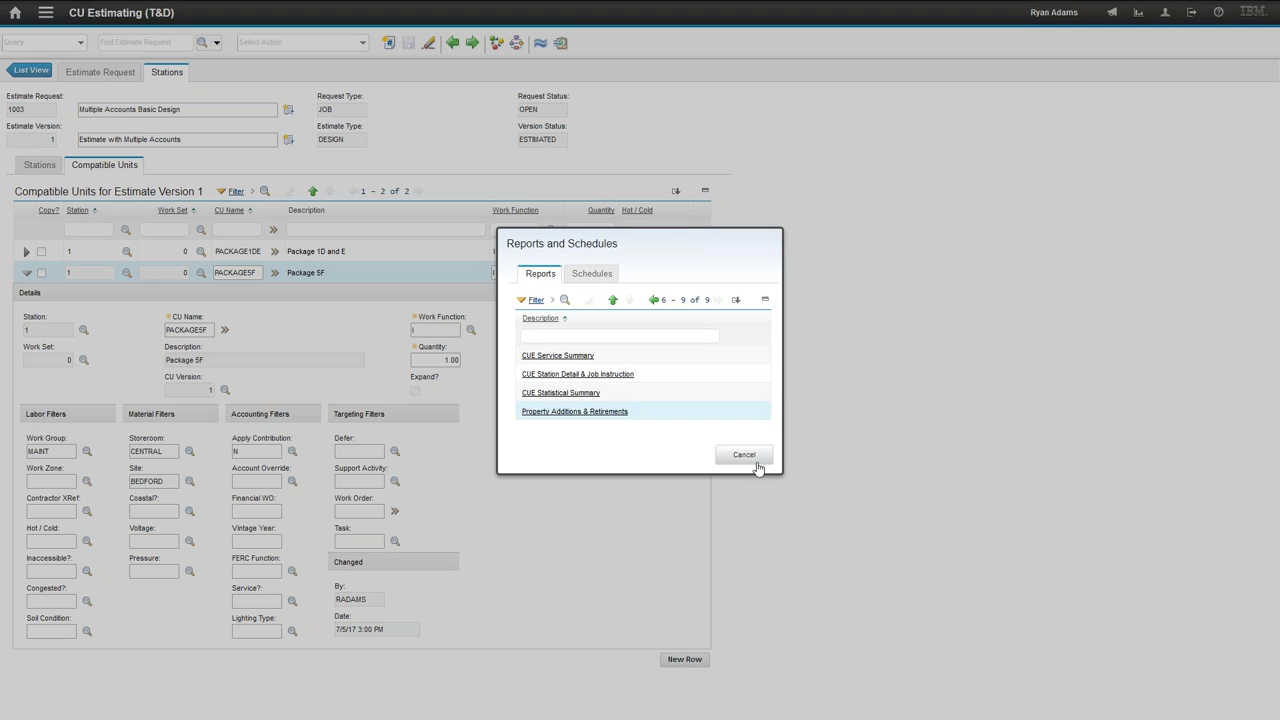 CU Estimating (T&D)
Ryan Adams
IBM
Query
Find Estimate Request
Select Action
List View
Estimate Request
Stations
Estimate Request:
1003
Multiple Accounts Basic Design
Request Type:
JOB
Request Status:
OPEN
Estimate Version:
1
Estimate with Multiple Accounts
Estimate Type:
DESIGN
Version Status:
ESTIMATED
Stations
Compatible Units
Compatible Units for Estimate Version 1
Filter
1 - 2 of 2
Copy? Station Work Set CU Name Description Work Function Quantity Hot / Cold
1 0 PACKAGE1DE Package 1D and E I
1 0 PACKAGE5F Package 5F I
Details
Station:
1
Work Set:
0
CU Name:
PACKAGE5F
Description:
Package 5F
CU Version:
1
Work Function:
I
Quantity:
1.00
Expand?
Labor Filters
Work Group:
MAINT
Work Zone:
Contractor XRef:
Hot / Cold:
Inaccessible?:
Congested?:
Soil Condition:
Material Filters
Storeroom:
CENTRAL
Site:
BEDFORD
Coastal?:
Voltage:
Pressure:
Accounting Filters
Apply Contribution:
N
Account Override:
Financial WO:
Vintage Year:
FERC Function:
Service?:
Lighting Type:
Targeting Filters
Defer:
Support Activity:
Work Order:
Task:
Changed
By:
RADAMS
Date:
7/5/17 3:00 PM
New Row
Reports and Schedules
Reports
Schedules
Filter
6 - 9 of 9
Description
CUE Service Summary
CUE Station Detail & Job Instruction
CUE Statistical Summary
Property Additions & Retirements
Cancel